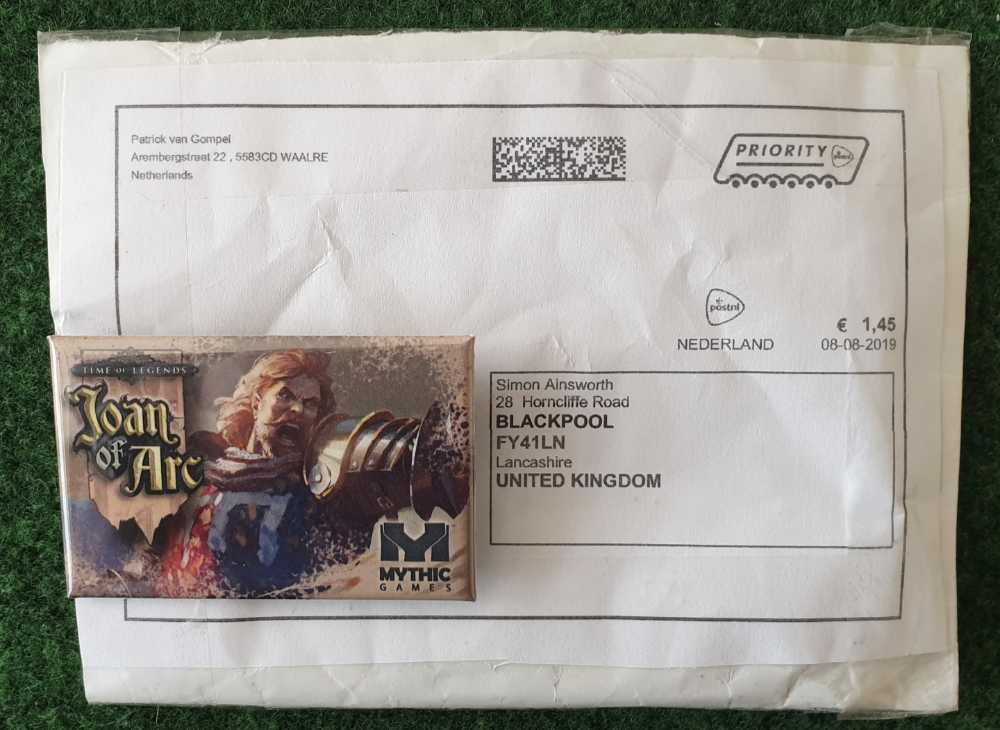 Patrick van Gompel
Arembergstraat 22 , 5583CD WAALRE
Netherlands
PRIORITY
postnl
postnl
NEDERLAND
€ 1,45
08-08-2019
Simon Ainsworth
28 Horncliffe Road
BLACKPOOL
FY41LN
Lancashire
UNITED KINGDOM
TIME OF LEGENDS
Joan
of Arc
MYTHIC
GAMES